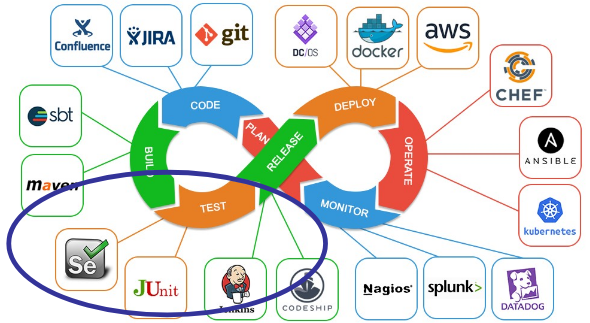 Confluence
JIRA
git
DC/OS
docker
aws
CODE
DEPLOY
CHEF
sbt
PLAN
BUILD
RELEASE
OPERATE
ANSIBLE
maven
TEST
MONITOR
kubernetes
Se
JUnit
Jenkins
CODESHIP
Nagios®
splunk>
DATADOG